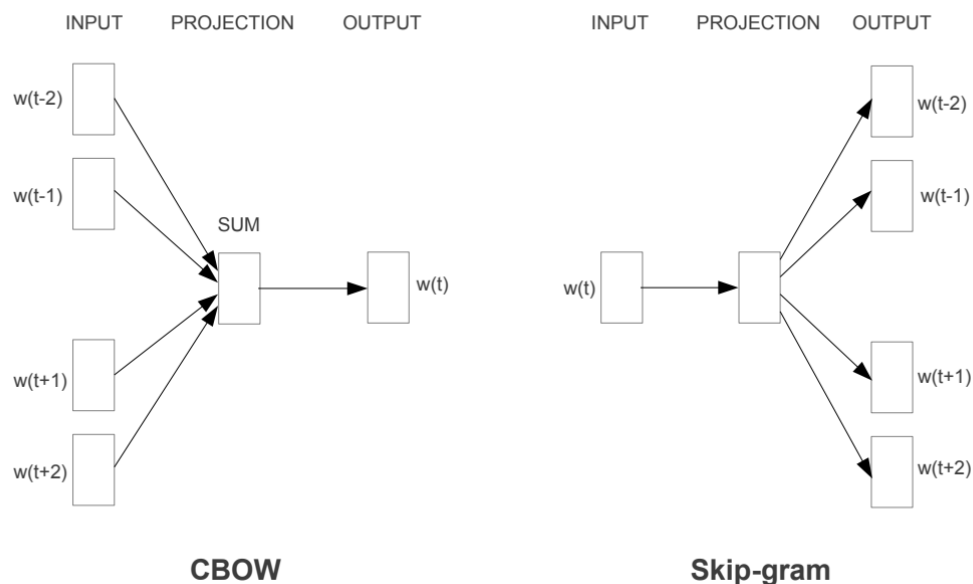 INPUT PROJECTION OUTPUT
w(t-2)
w(t-1)
SUM
w(t)
w(t+1)
w(t+2)
CBOW
INPUT PROJECTION OUTPUT
w(t-2)
w(t-1)
w(t)
w(t+1)
w(t+2)
Skip-gram